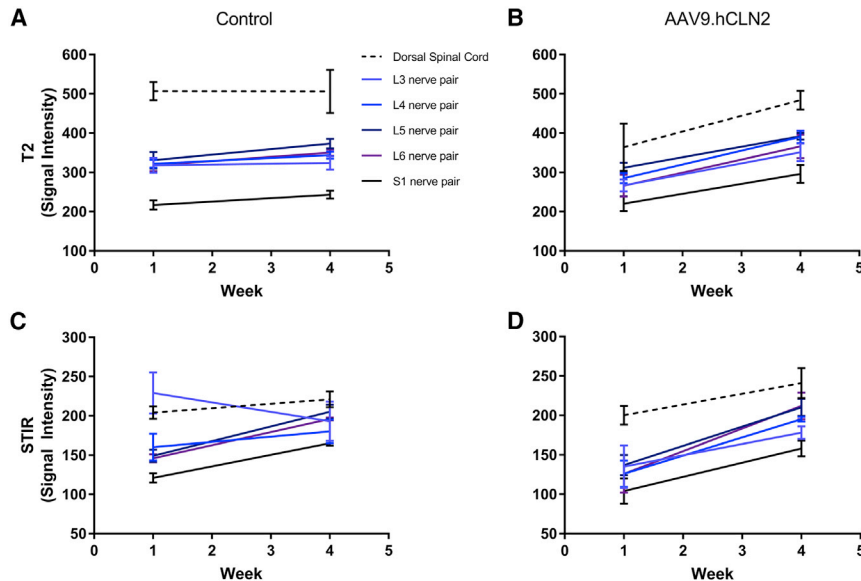 A
Control
B
AAV9.hCLN2
600
500
400
300
200
100
T2
(Signal Intensity)
0
1
2
3
4
5
Week
Dorsal Spinal Cord
L3 nerve pair
L4 nerve pair
L5 nerve pair
L6 nerve pair
S1 nerve pair
600
500
400
300
200
100
0
1
2
3
4
5
Week
C
300
250
200
150
100
50
STIR
(Signal Intensity)
0
1
2
3
4
5
Week
D
300
250
200
150
100
50
0
1
2
3
4
5
Week